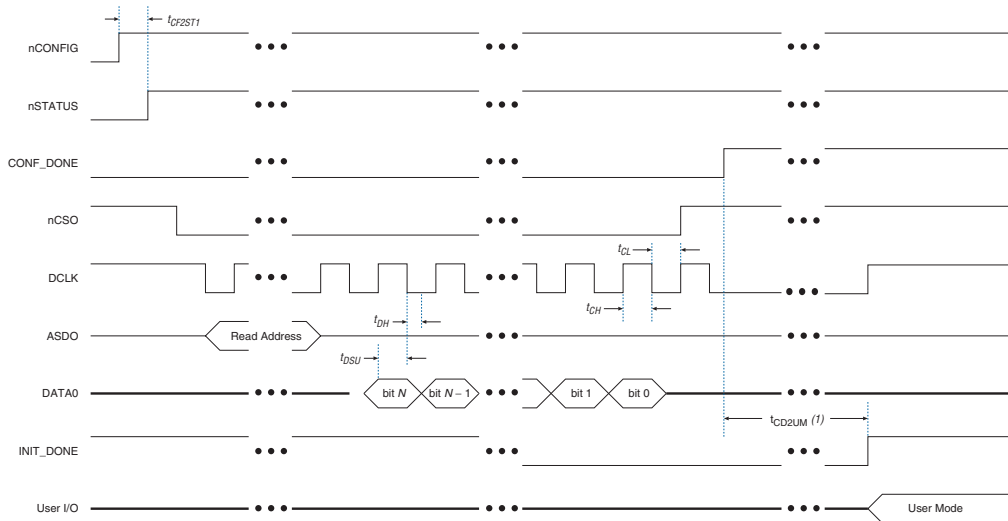 tCF2ST1
nCONFIG
nSTATUS
CONF_DONE
nCSO
tCL
DCLK
tDH
tCH
ASDO
Read Address
tDSU
DATA0
bit N
bit N – 1
bit 1
bit 0
tCD2UM (1)
INIT_DONE
User I/O
User Mode